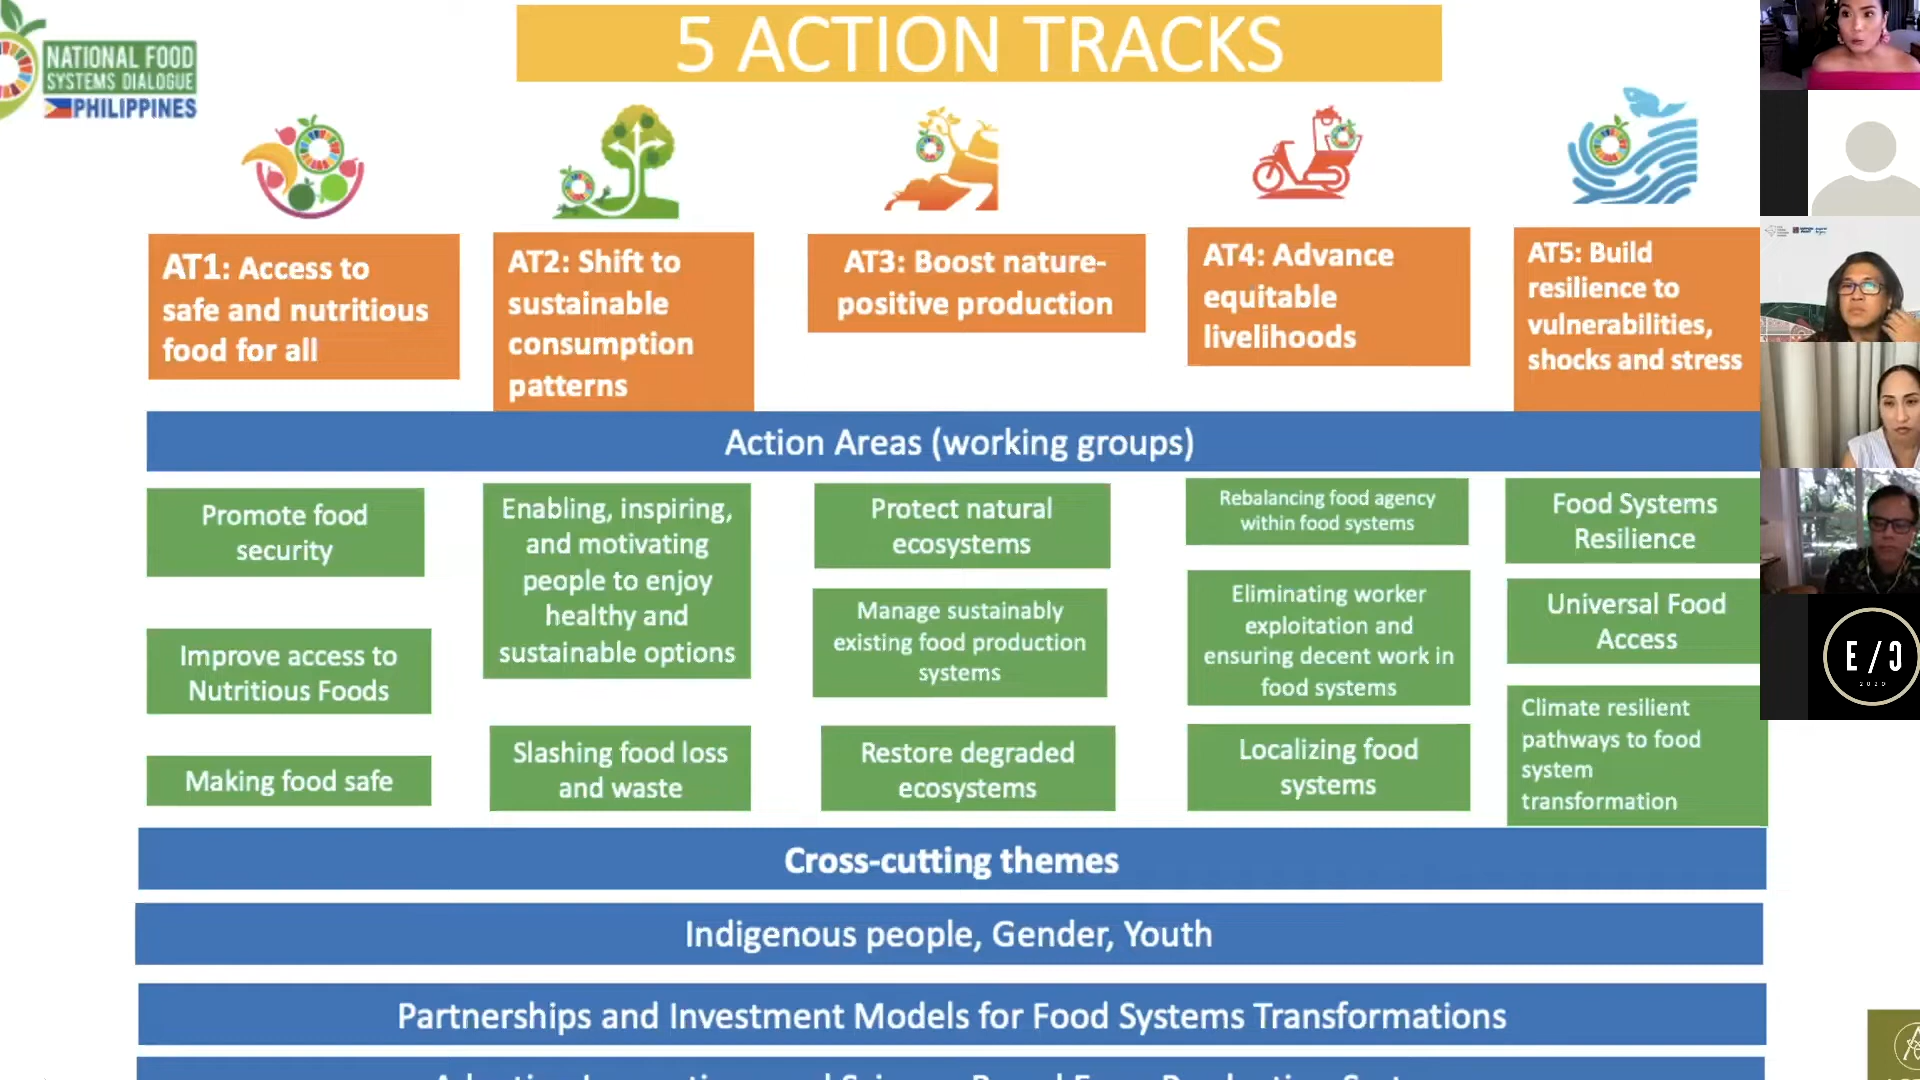 NATIONAL FOOD
SYSTEMS DIALOGUE
PHILIPPINES
5 ACTION TRACKS
AT1: Access to
safe and nutritious
food for all
AT2: Shift to
sustainable
consumption
patterns
AT3: Boost nature-
positive production
AT4: Advance
equitable
livelihoods
AT5: Build
resilience to
vulnerabilities,
shocks and stress
Action Areas (working groups)
Promote food
security
Improve access to
Nutritious Foods
Making food safe
Enabling, inspiring,
and motivating
people to enjoy
healthy and
sustainable options
Slashing food loss
and waste
Protect natural
ecosystems
Manage sustainably
existing food production
systems
Restore degraded
ecosystems
Rebalancing food agency
within food systems
Eliminating worker
exploitation and
ensuring decent work in
food systems
Localizing food
systems
Food Systems
Resilience
Universal Food
Access
Climate resilient
pathways to food
system
transformation
Cross-cutting themes
Indigenous people, Gender, Youth
Partnerships and Investment Models for Food Systems Transformations
2020